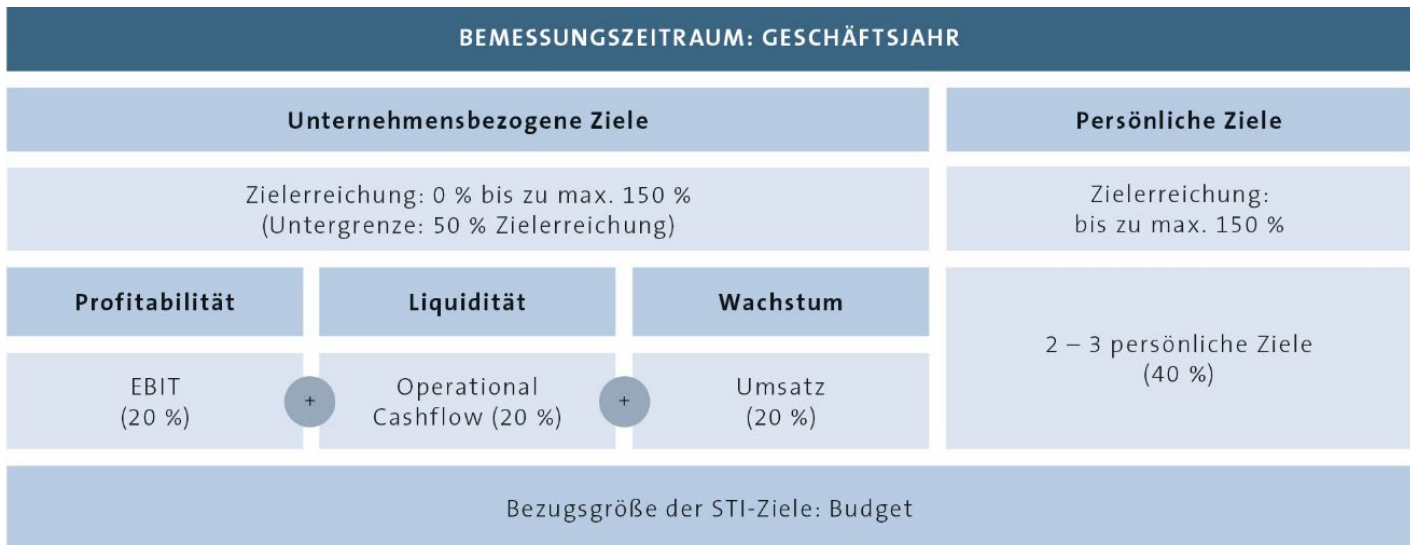 BEMESSUNGSZEITRAUM: GESCHÄFTSJAHR
Unternehmensbezogene Ziele
Persönliche Ziele
Zielerreichung: 0 % bis zu max. 150 %
(Untergrenze: 50 % Zielerreichung)
Zielerreichung:
bis zu max. 150 %
Profitabilität
Liquidität
Wachstum
2 – 3 persönliche Ziele
(40 %)
EBIT
(20 %)
+
Operational
Cashflow (20 %)
+
Umsatz
(20 %)
Bezugsgröße der STI-Ziele: Budget